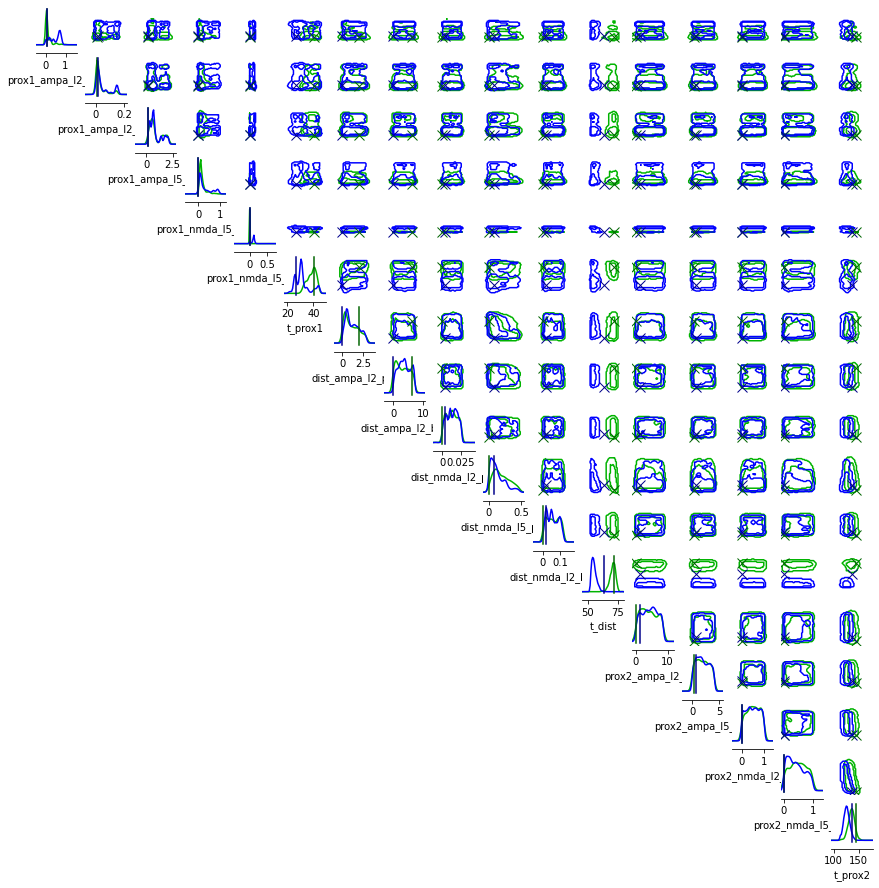 0 1
prox1_ampa_l2_
0 0.2
prox1_ampa_l2_
0 2.5
prox1_ampa_l5_
0 1
prox1_nmda_l5_
0 0.5
prox1_nmda_l5_
20 40
t_prox1
0 2.5
dist_ampa_l2_
0 10
dist_ampa_l2_
0 0.025
dist_nmda_l2_
0 0.5
dist_nmda_l5_
0 0.1
dist_nmda_l2_
50 75
t_dist
0 10
prox2_ampa_l2_
0 5
prox2_ampa_l5_
0 1
prox2_nmda_l2_
0 1
prox2_nmda_l5_
100 150
t_prox2